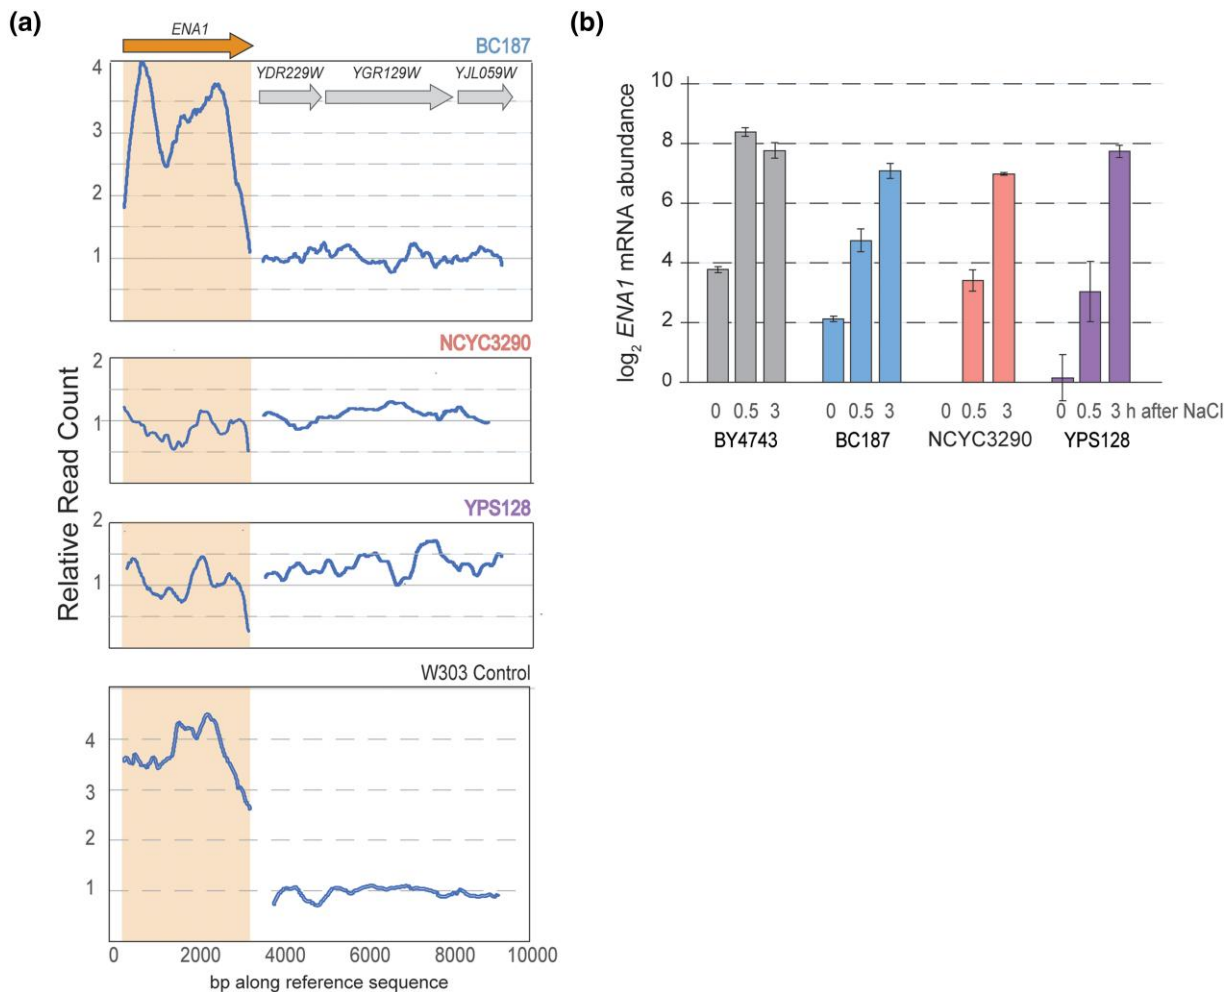 (a)
ENA1
BC187
YDR229W YGR129W YJL059W
4
3
2
1
NCYC3290
2
1
YPS128
2
1
W303 Control
4
3
2
1
0 2000 4000 6000 8000 10000
bp along reference sequence
Relative Read Count
(b)
10
8
6
4
2
0
log2 ENA1 mRNA abundance
0 0.5 3 0 0.5 3 0 0.5 3 0 0.5 3 h after NaCl
BY4743 BC187 NCYC3290 YPS128